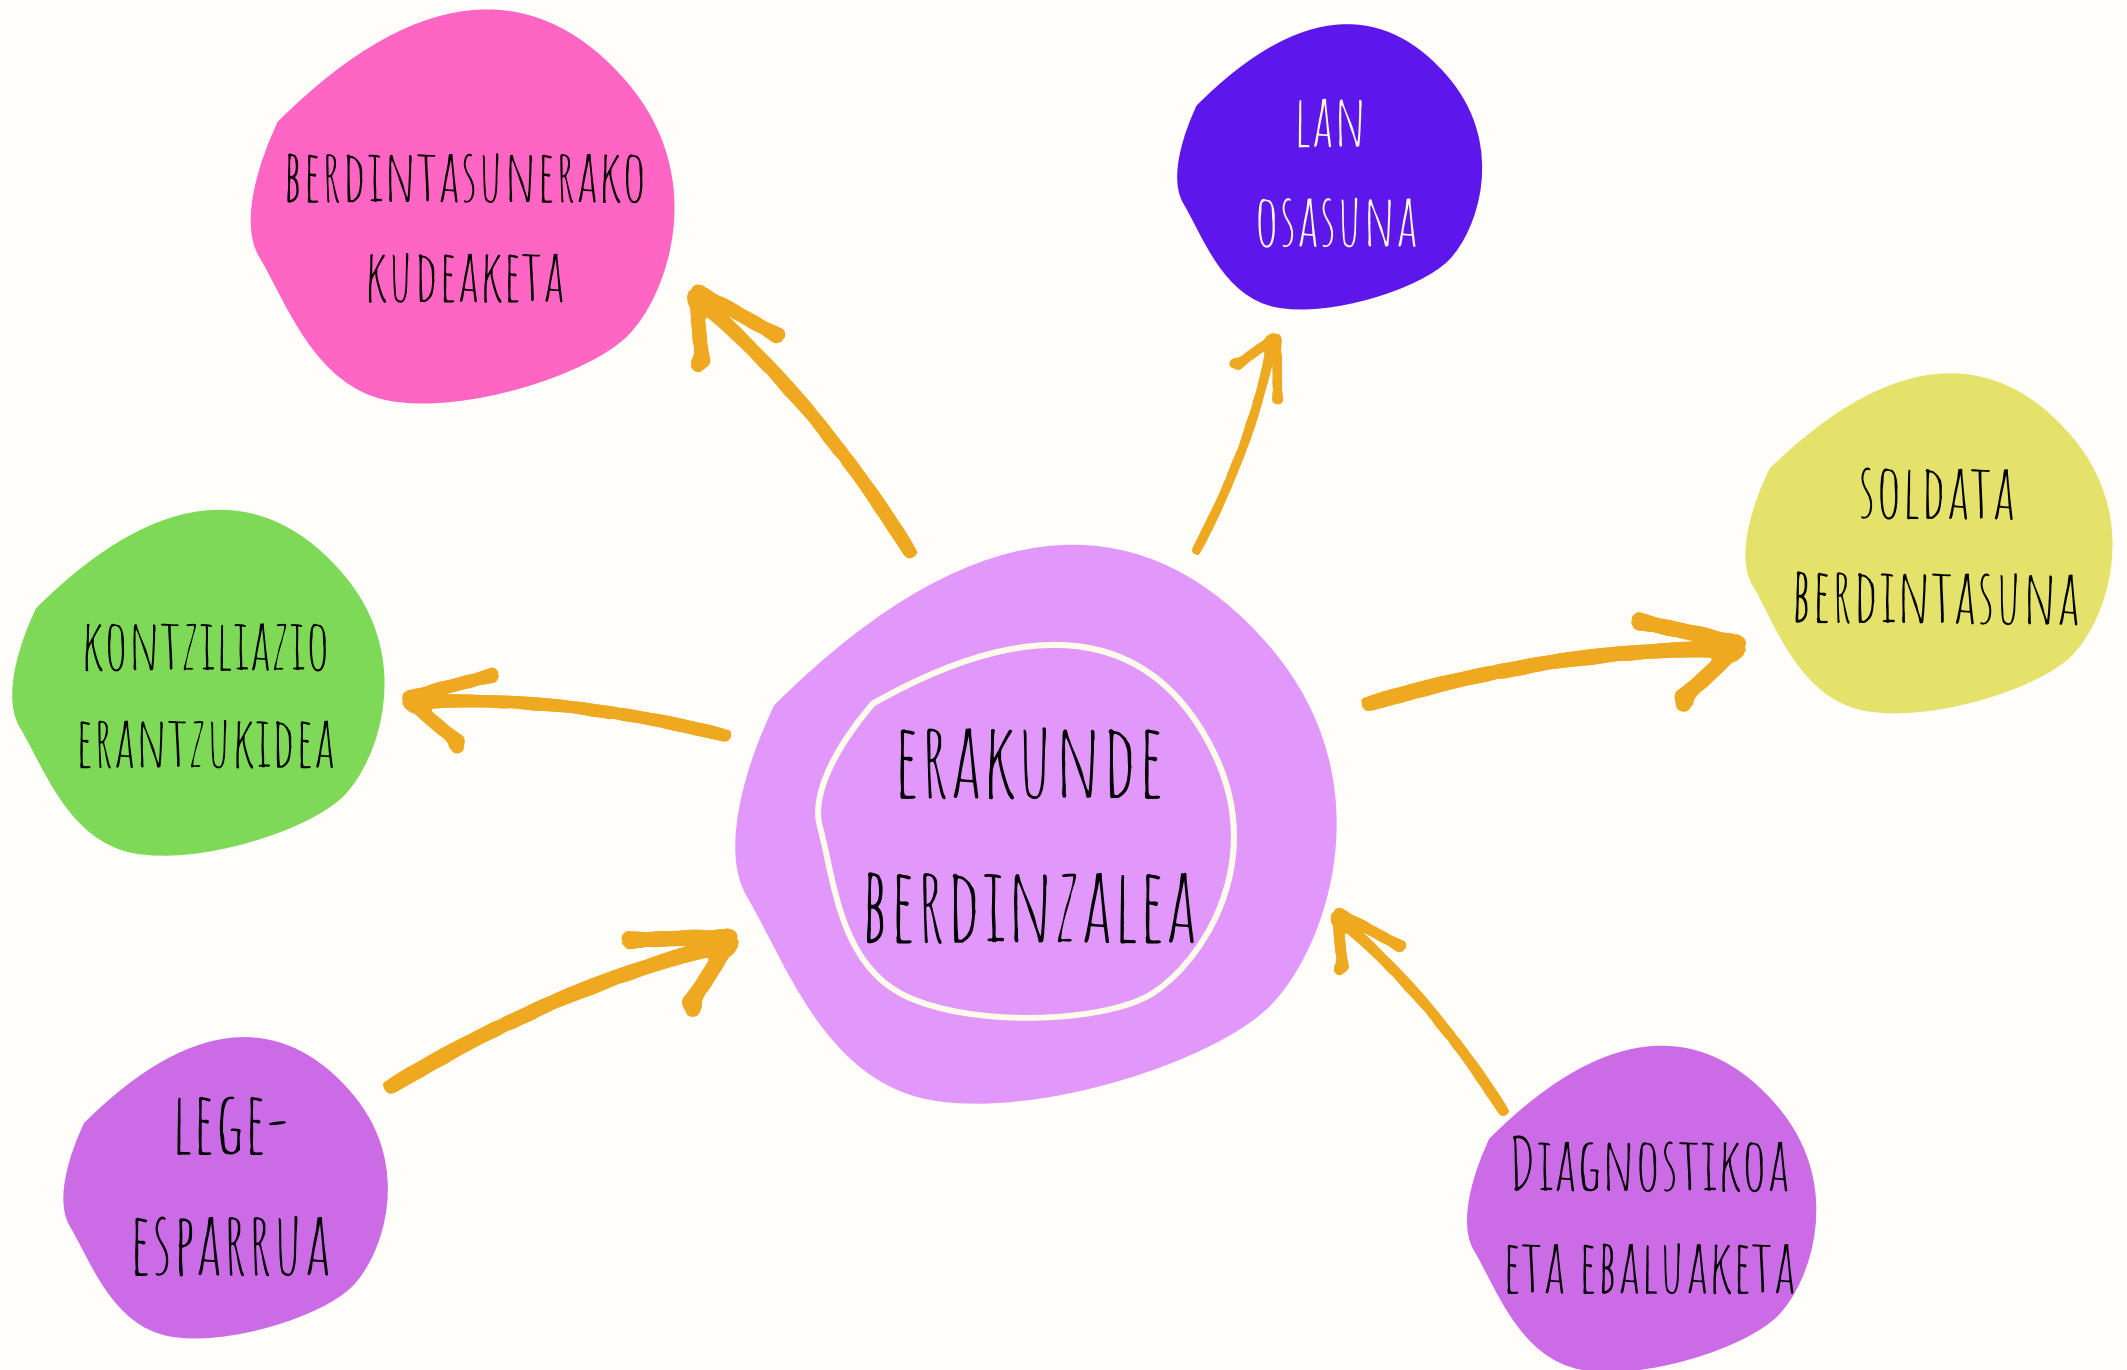 BERDINTASUNERAKO
KUDEAKETA
LAN
OSASUNA
SOLDATA
BERDINTASUNA
KONTZILIAZIO
ERANTZUKIDEA
ERAKUNDE
BERDINZALEA
LEGE-
ESPARRUA
DIAGNOSTIKOA
ETA EBALUAKETA